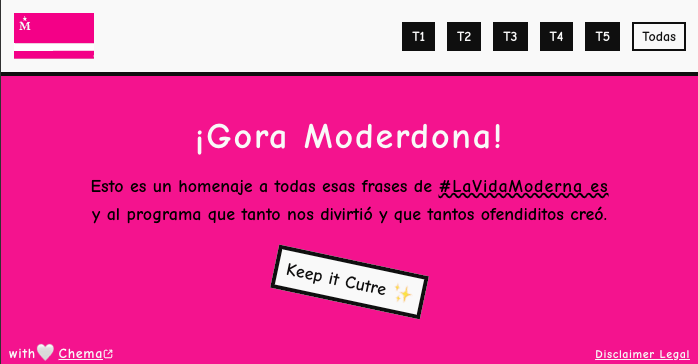 M
T1 T2 T3 T4 T5 Todas
¡Gora Moderdona!
Esto es un homenaje a todas esas frases de #LaVidaModerna es
y al programa que tanto nos divirtió y que tantos ofendiditos creó.
Keep it Cutre ✨
with🤍 Chema
Disclaimer Legal